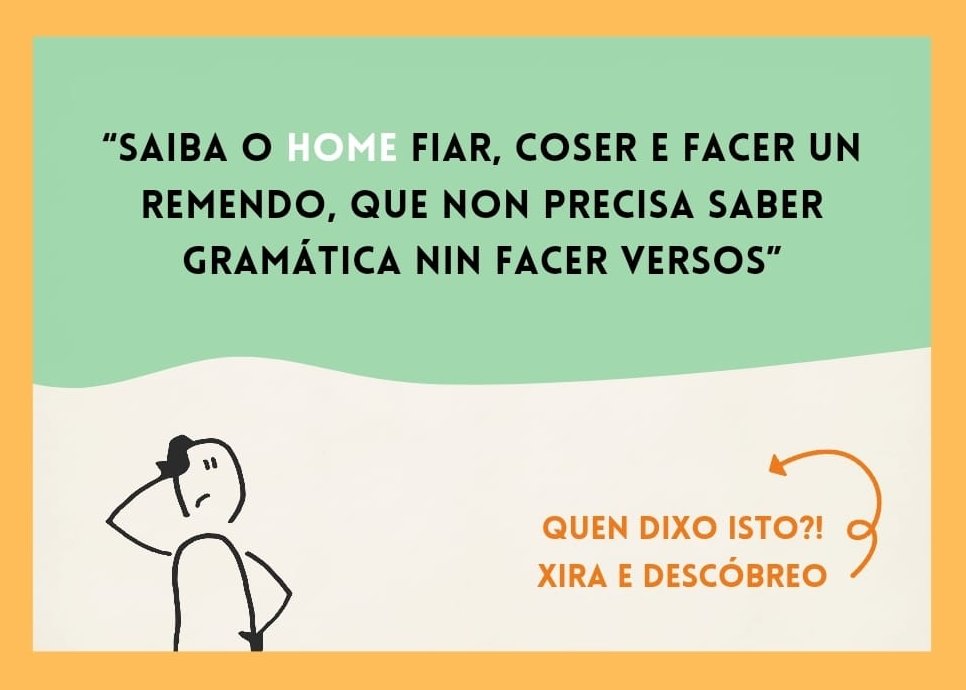 “SAIBA O HOME FIAR, COSER E FACER UN
REMENDO, QUE NON PRECISA SABER
GRAMÁTICA NIN FACER VERSOS”
QUEN DIXO ISTO?!
XIRA E DESCÓBREO